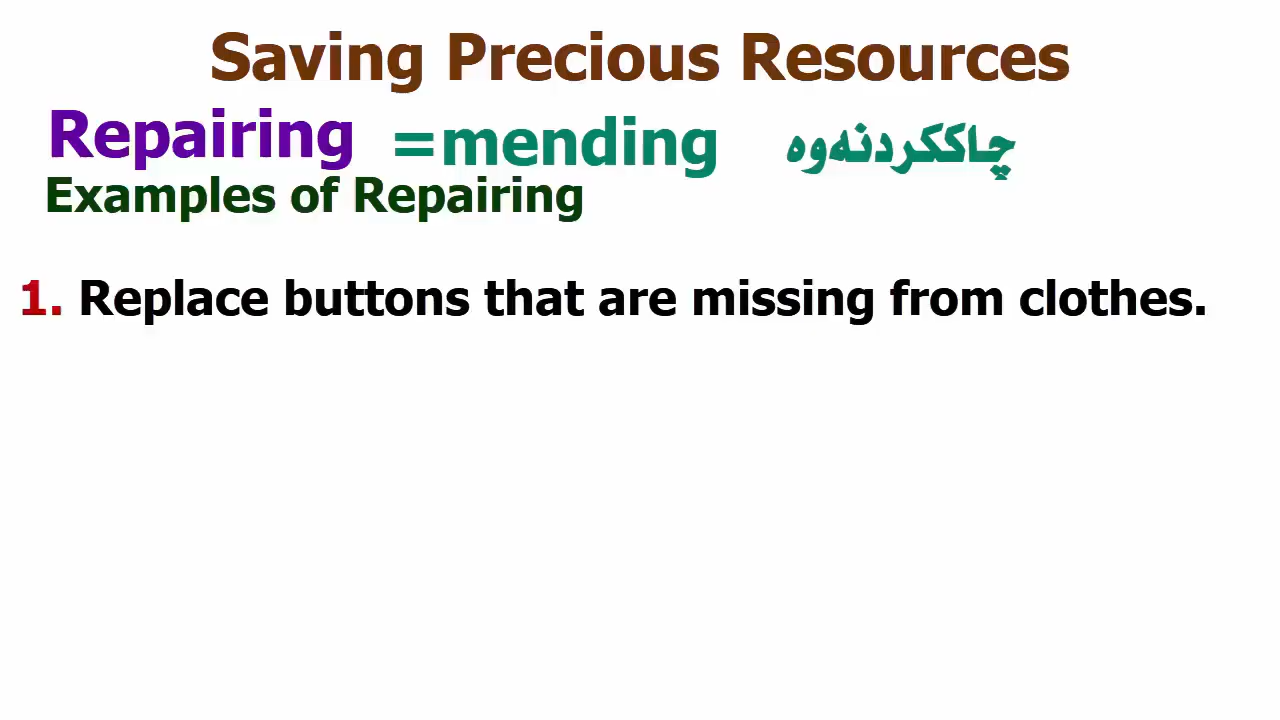 Saving Precious Resources
Repairing =mending چاککردنەوە
Examples of Repairing
1. Replace buttons that are missing from clothes.